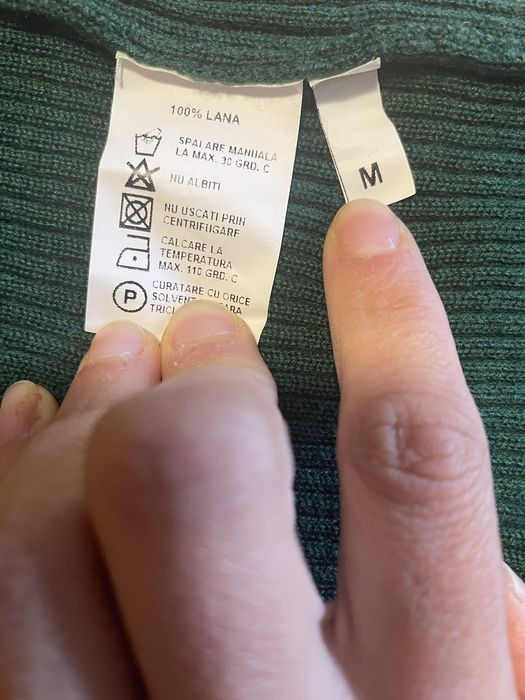 100% LANA
SPALARE MANUALA
LA MAX. 30 GRD. C
NU ALBITI
NU USCATI PRIN
CENTRIFUGARE
CALCARE LA
TEMPERATURA
MAX. 110 GRD. C
P
CURATARE CU ORICE
SOLVENT
M